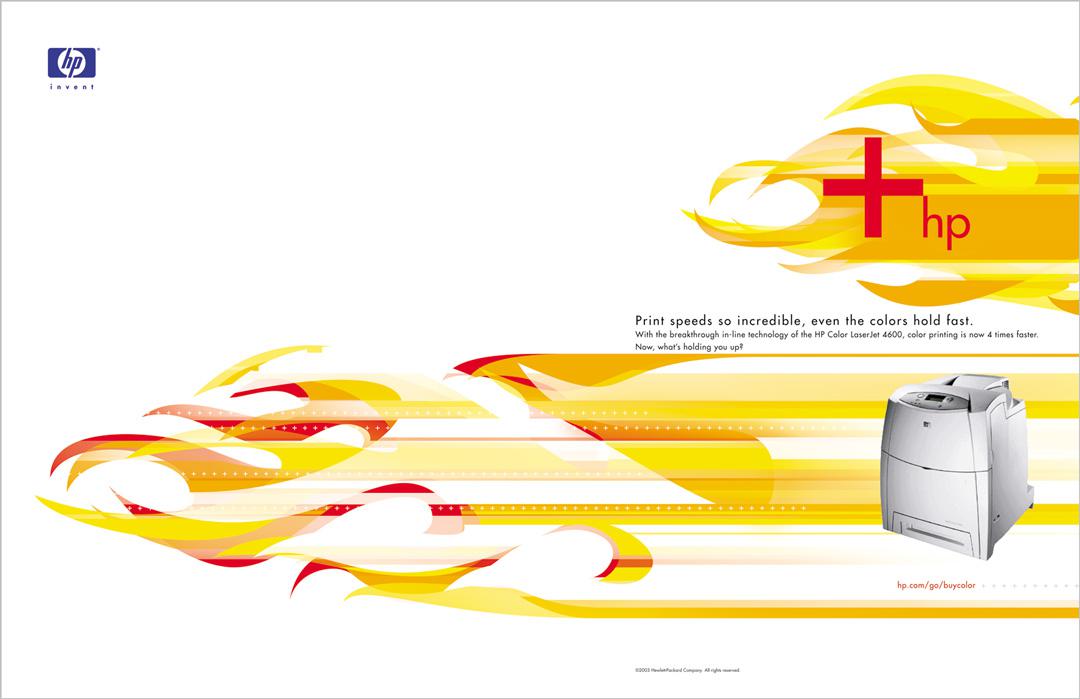 hp
invent
+hp
Print speeds so incredible, even the colors hold fast.
With the breakthrough in-line technology of the HP Color LaserJet 4600, color printing is now 4 times faster.
Now, what's holding you up?
hp.com/go/buycolor
©2003 Hewlett-Packard Company. All rights reserved.